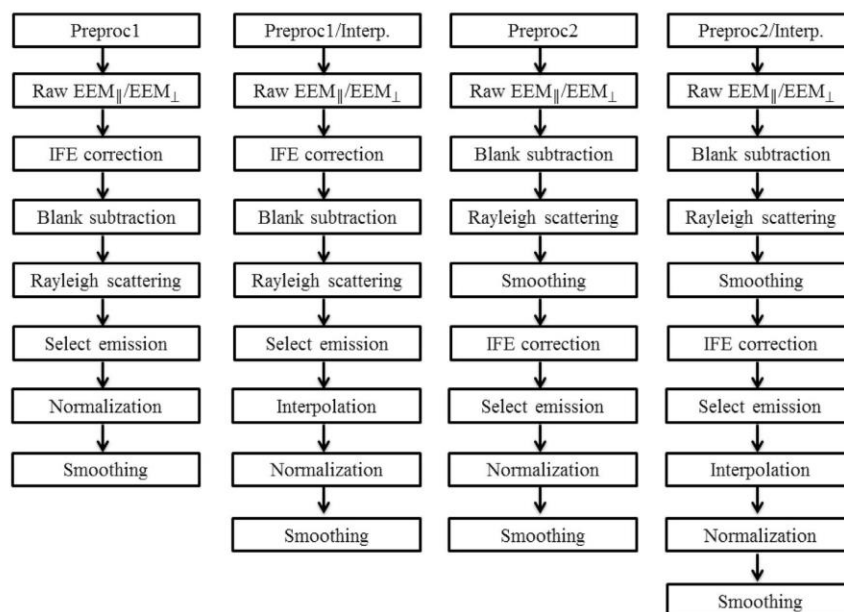 Preproc1
Raw EEM∥/EEM⊥
IFE correction
Blank subtraction
Rayleigh scattering
Select emission
Normalization
Smoothing
Preproc1/Interp.
Raw EEM∥/EEM⊥
IFE correction
Blank subtraction
Rayleigh scattering
Select emission
Interpolation
Normalization
Smoothing
Preproc2
Raw EEM∥/EEM⊥
Blank subtraction
Rayleigh scattering
Smoothing
IFE correction
Select emission
Normalization
Smoothing
Preproc2/Interp.
Raw EEM∥/EEM⊥
Blank subtraction
Rayleigh scattering
Smoothing
IFE correction
Select emission
Interpolation
Normalization
Smoothing